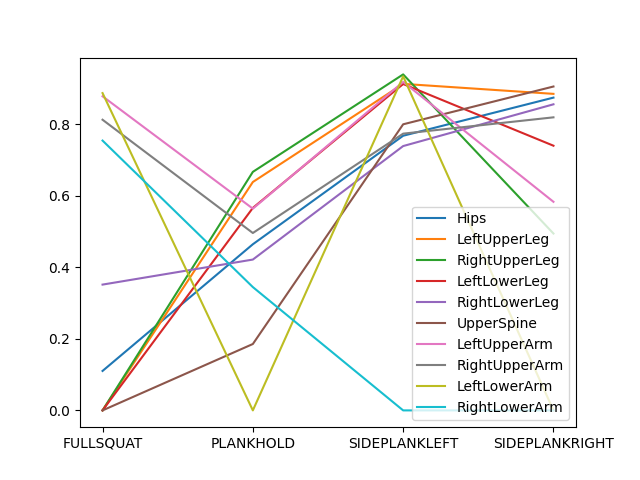 0.8
0.6
0.4
0.2
0.0
Hips
LeftUpperLeg
RightUpperLeg
LeftLowerLeg
RightLowerLeg
UpperSpine
LeftUpperArm
RightUpperArm
LeftLowerArm
RightLowerArm
FULLSQUAT PLANKHOLD SIDEPLANKLEFT SIDEPLANKRIGHT